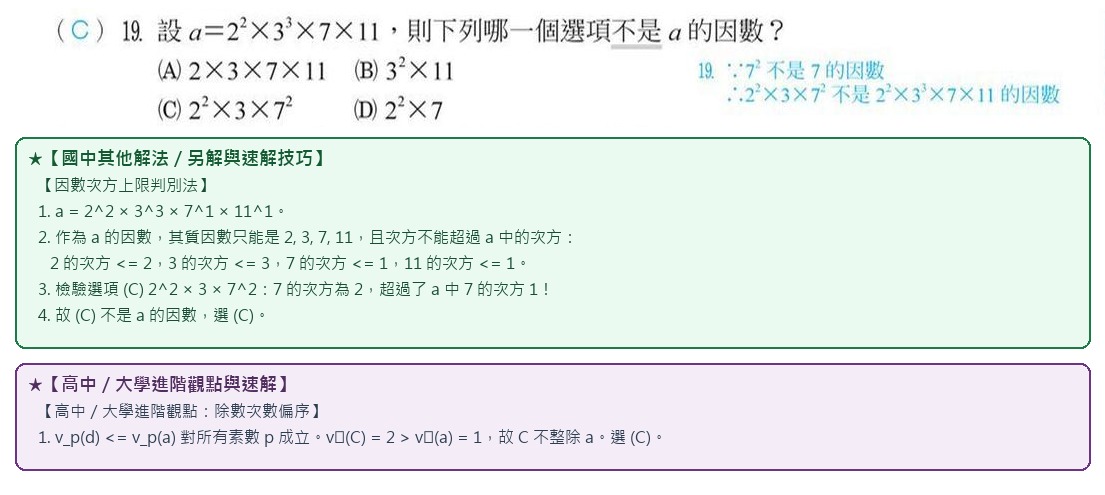 （C）19. 設 a＝2²×3³×7×11，則下列哪一個選項不是 a 的因數？
(A) 2×3×7×11 (B) 3²×11
(C) 2²×3×7² (D) 2²×7
19. ∵7² 不是 7 的因數
∴2²×3×7² 不是 2²×3³×7×11 的因數
★【國中其他解法 / 另解與速解技巧】
【因數次方上限判別法】
1. a = 2^2 × 3^3 × 7^1 × 11^1。
2. 作為 a 的因數，其質因數只能是 2, 3, 7, 11，且次方不能超過 a 中的次方：
2 的次方 <= 2，3 的次方 <= 3，7 的次方 <= 1，11 的次方 <= 1。
3. 檢驗選項 (C) 2^2 × 3 × 7^2：7 的次方為 2，超過了 a 中 7 的次方 1！
4. 故 (C) 不是 a 的因數，選 (C)。
★【高中 / 大學進階觀點與速解】
【高中 / 大學進階觀點：除數次數偏序】
1. v_p(d) <= v_p(a) 對所有素數 p 成立。v□(C) = 2 > v□(a) = 1，故 C 不整除 a。選 (C)。